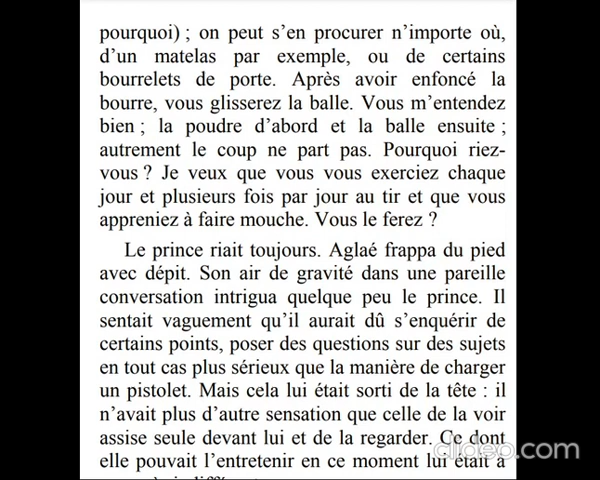 pourquoi) ; on peut s’en procurer n’importe où,
d’un matelas par exemple, ou de certains
bourrelets de porte. Après avoir enfoncé la
bourre, vous glisserez la balle. Vous m’entendez
bien ; la poudre d’abord et la balle ensuite ;
autrement le coup ne part pas. Pourquoi riez-
vous ? Je veux que vous vous exerciez chaque
jour et plusieurs fois par jour au tir et que vous
appreniez à faire mouche. Vous le ferez ?
Le prince riait toujours. Aglaé frappa du pied
avec dépit. Son air de gravité dans une pareille
conversation intrigua quelque peu le prince. Il
sentait vaguement qu’il aurait dû s’enquérir de
certains points, poser des questions sur des sujets
en tout cas plus sérieux que la manière de charger
un pistolet. Mais cela lui était sorti de la tête : il
n’avait plus d’autre sensation que celle de la voir
assise seule devant lui et de la regarder. Ce dont
elle pouvait l’entretenir en ce moment lui était à
clideo.com